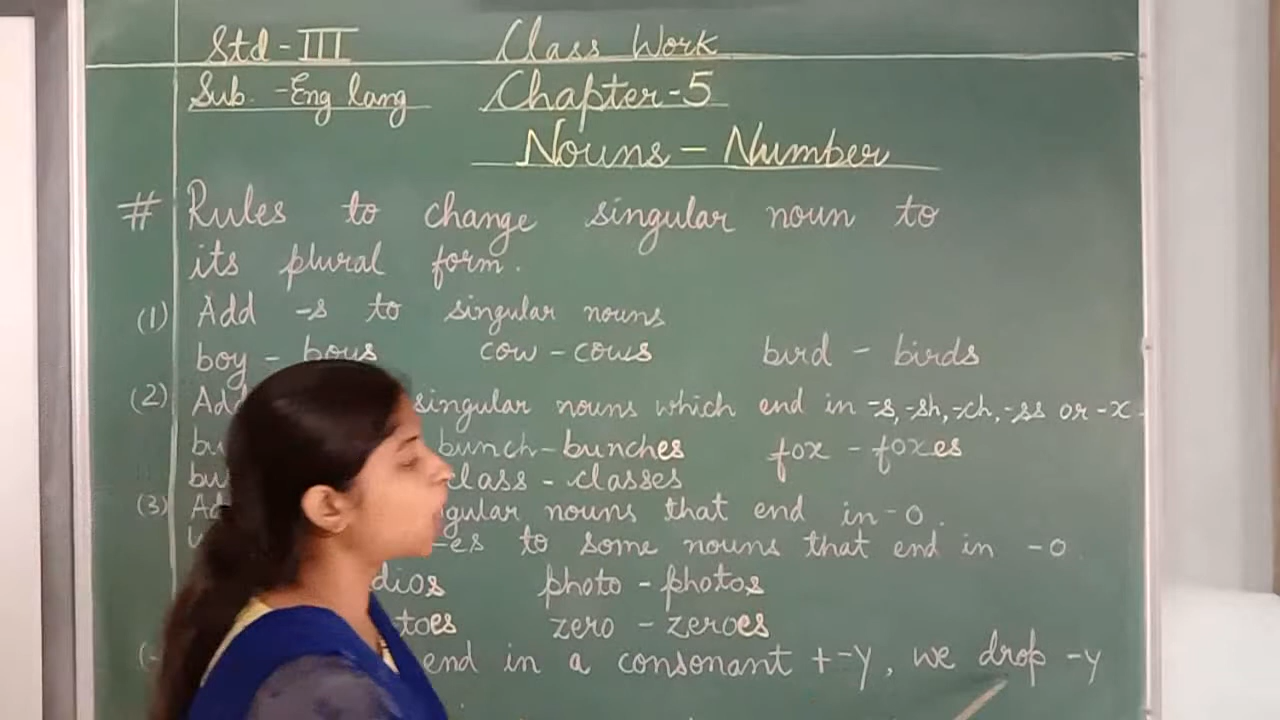 Std - III Class Work
Sub. - Eng lang Chapter - 5
Nouns - Number
# Rules to change singular noun to
its plural form.
(1) Add -s to singular nouns
boy - boys cow - cows bird - birds
(2) singular nouns which end in -s, -sh, -ch, -ss or -x.
bunch - bunches fox - foxes
class - classes
(3) nouns that end in -o.
-es to some nouns that end in -o.
photo - photos
zero - zeroes
end in a consonant + -y, we drop -y